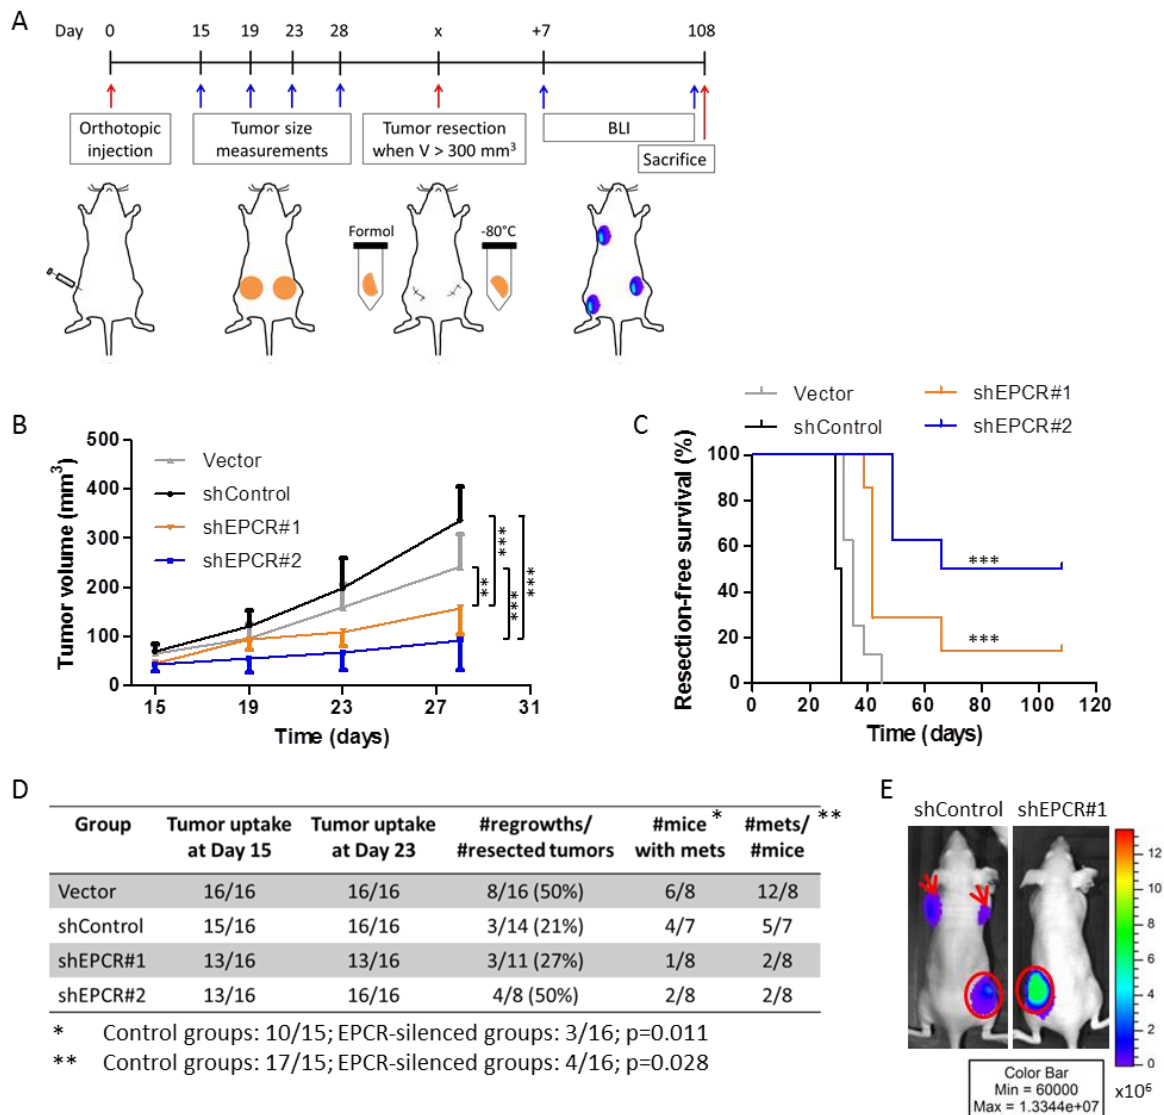 A
Day 0 15 19 23 28 x +7 108
Orthotopic
injection
Tumor size
measurements
Tumor resection
when V > 300 mm³
BLI
Sacrifice
Formol
-80°C
B
Tumor volume (mm³)
500
400
300
200
100
0
Vector
shControl
shEPCR#1
shEPCR#2
**
***
***
***
15 19 23 27 31
Time (days)
C
Vector
shControl
shEPCR#1
shEPCR#2
Resection-free survival (%)
100
80
60
40
20
0
***
***
0 20 40 60 80 100 120
Time (days)
D
Group Tumor uptake at Day 15 Tumor uptake at Day 23 #regrowths/ #resected tumors #mice * with mets #mets/ ** #mice
Vector 16/16 16/16 8/16 (50%) 6/8 12/8
shControl 15/16 16/16 3/14 (21%) 4/7 5/7
shEPCR#1 13/16 13/16 3/11 (27%) 1/8 2/8
shEPCR#2 13/16 16/16 4/8 (50%) 2/8 2/8
* Control groups: 10/15; EPCR-silenced groups: 3/16; p=0.011
** Control groups: 17/15; EPCR-silenced groups: 4/16; p=0.028
E
shControl shEPCR#1
12
10
8
6
4
2
0
x10⁶
Color Bar
Min = 60000
Max = 1.3344e+07